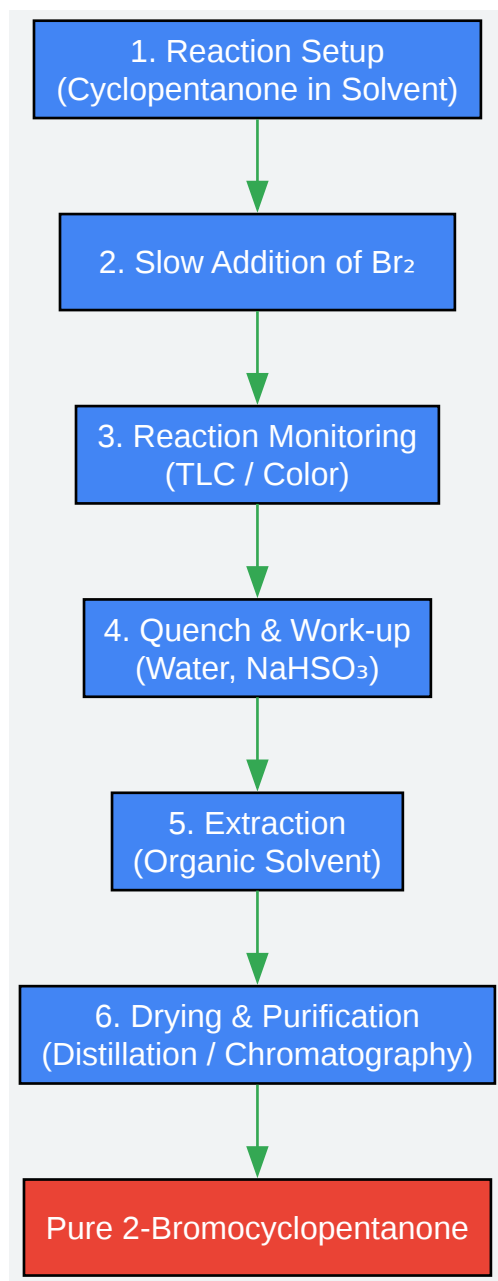 1. Reaction Setup
(Cyclopentanone in Solvent)
2. Slow Addition of Br₂
3. Reaction Monitoring
(TLC / Color)
4. Quench & Work-up
(Water, NaHSO₃)
5. Extraction
(Organic Solvent)
6. Drying & Purification
(Distillation / Chromatography)
Pure 2-Bromocyclopentanone